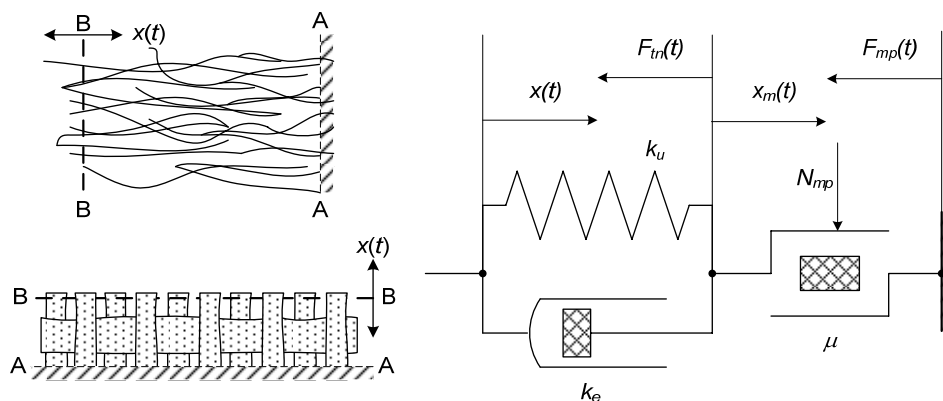 B
x(t)
A
B
A
x(t)
B
B
A
A
F_tn(t)
F_mp(t)
x(t)
x_m(t)
k_u
N_mp
μ
k_e